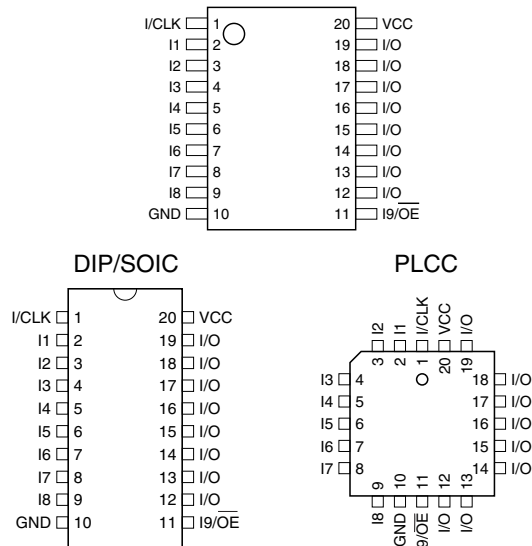 I/CLK 1 20 VCC
I1 2 19 I/O
I2 3 18 I/O
I3 4 17 I/O
I4 5 16 I/O
I5 6 15 I/O
I6 7 14 I/O
I7 8 13 I/O
I8 9 12 I/O
GND 10 11 I9/OE
DIP/SOIC
I/CLK 1 20 VCC
I1 2 19 I/O
I2 3 18 I/O
I3 4 17 I/O
I4 5 16 I/O
I5 6 15 I/O
I6 7 14 I/O
I7 8 13 I/O
I8 9 12 I/O
GND 10 11 I9/OE
PLCC
I2 I1 I/CLK VCC I/O
3 2 1 20 19
I3 4 18 I/O
I4 5 17 I/O
I5 6 16 I/O
I6 7 15 I/O
I7 8 14 I/O
9 10 11 12 13
I8 GND 9/OE I/O I/O